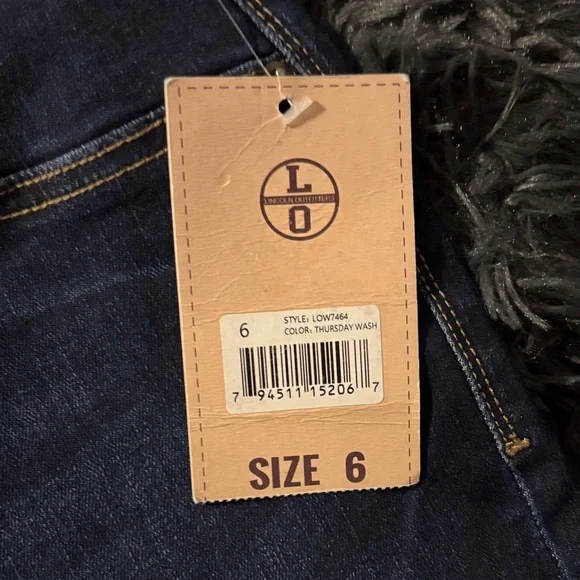 L
LINCOLN OUTFITTERS
O
STYLE: LOW7464
6 COLOR: THURSDAY WASH
7 94511 15206 7
SIZE 6